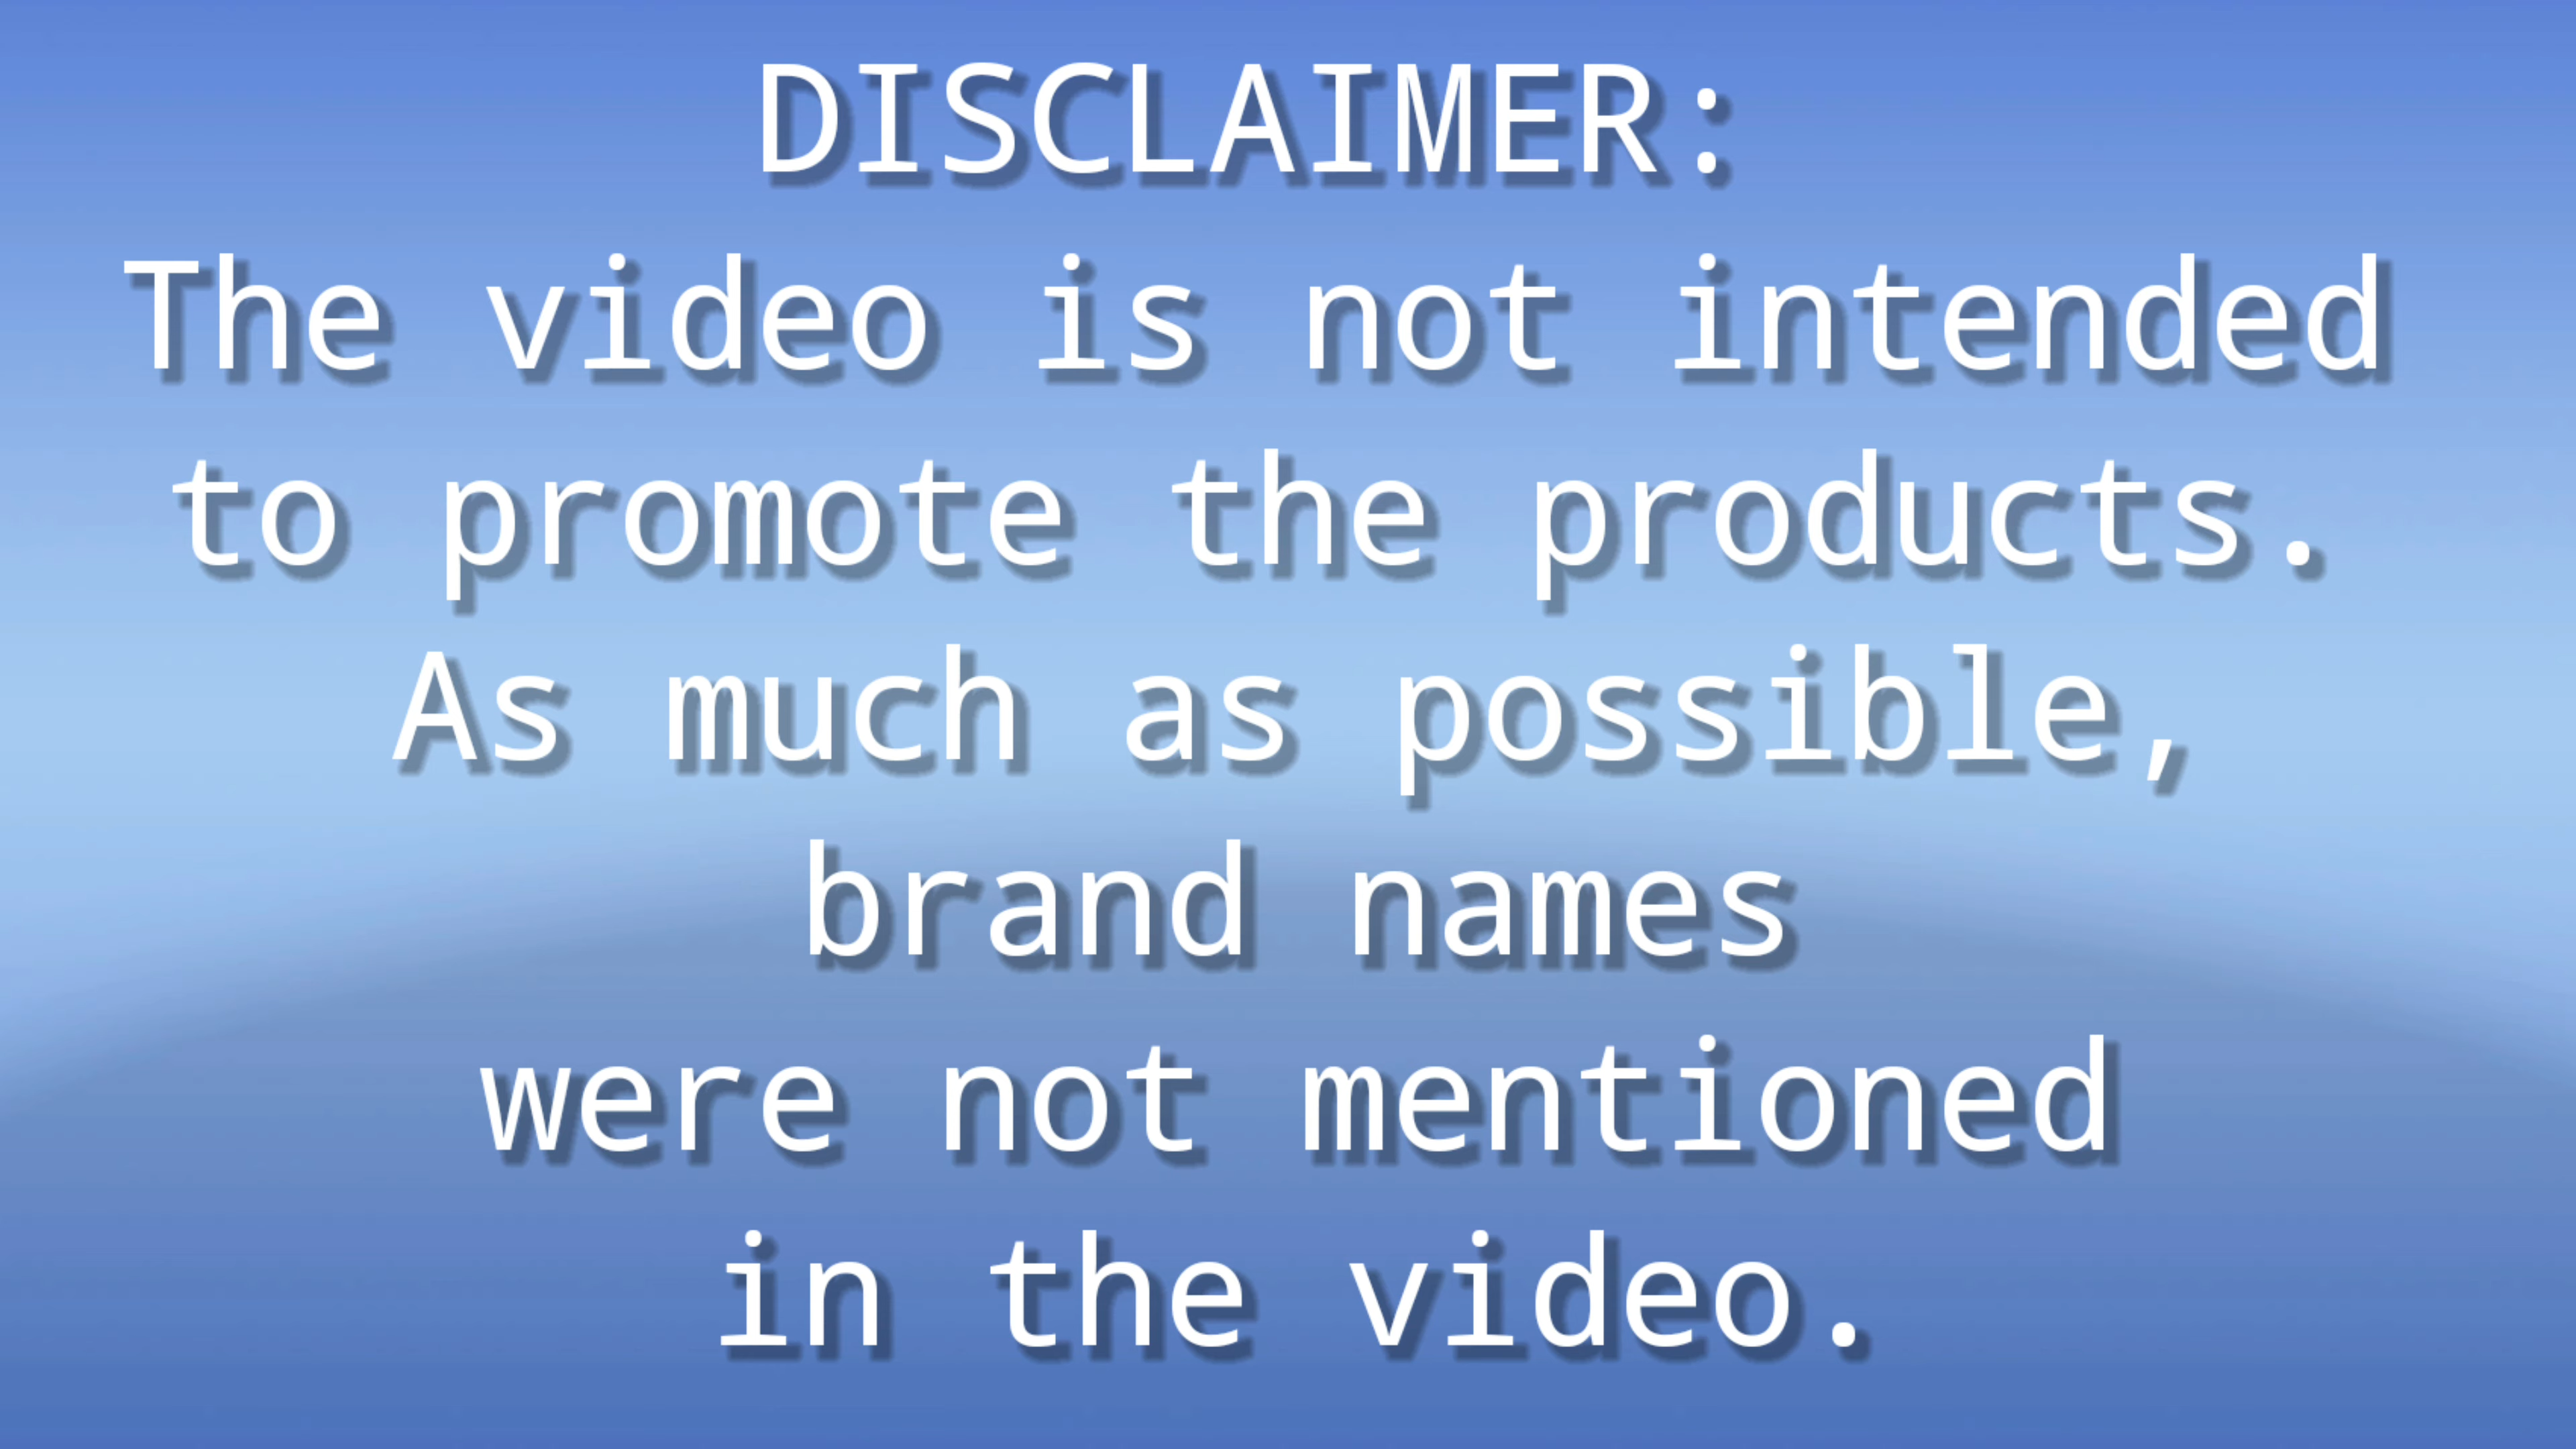 DISCLAIMER:
The video is not intended
to promote the products.
As much as possible,
brand names
were not mentioned
in the video.